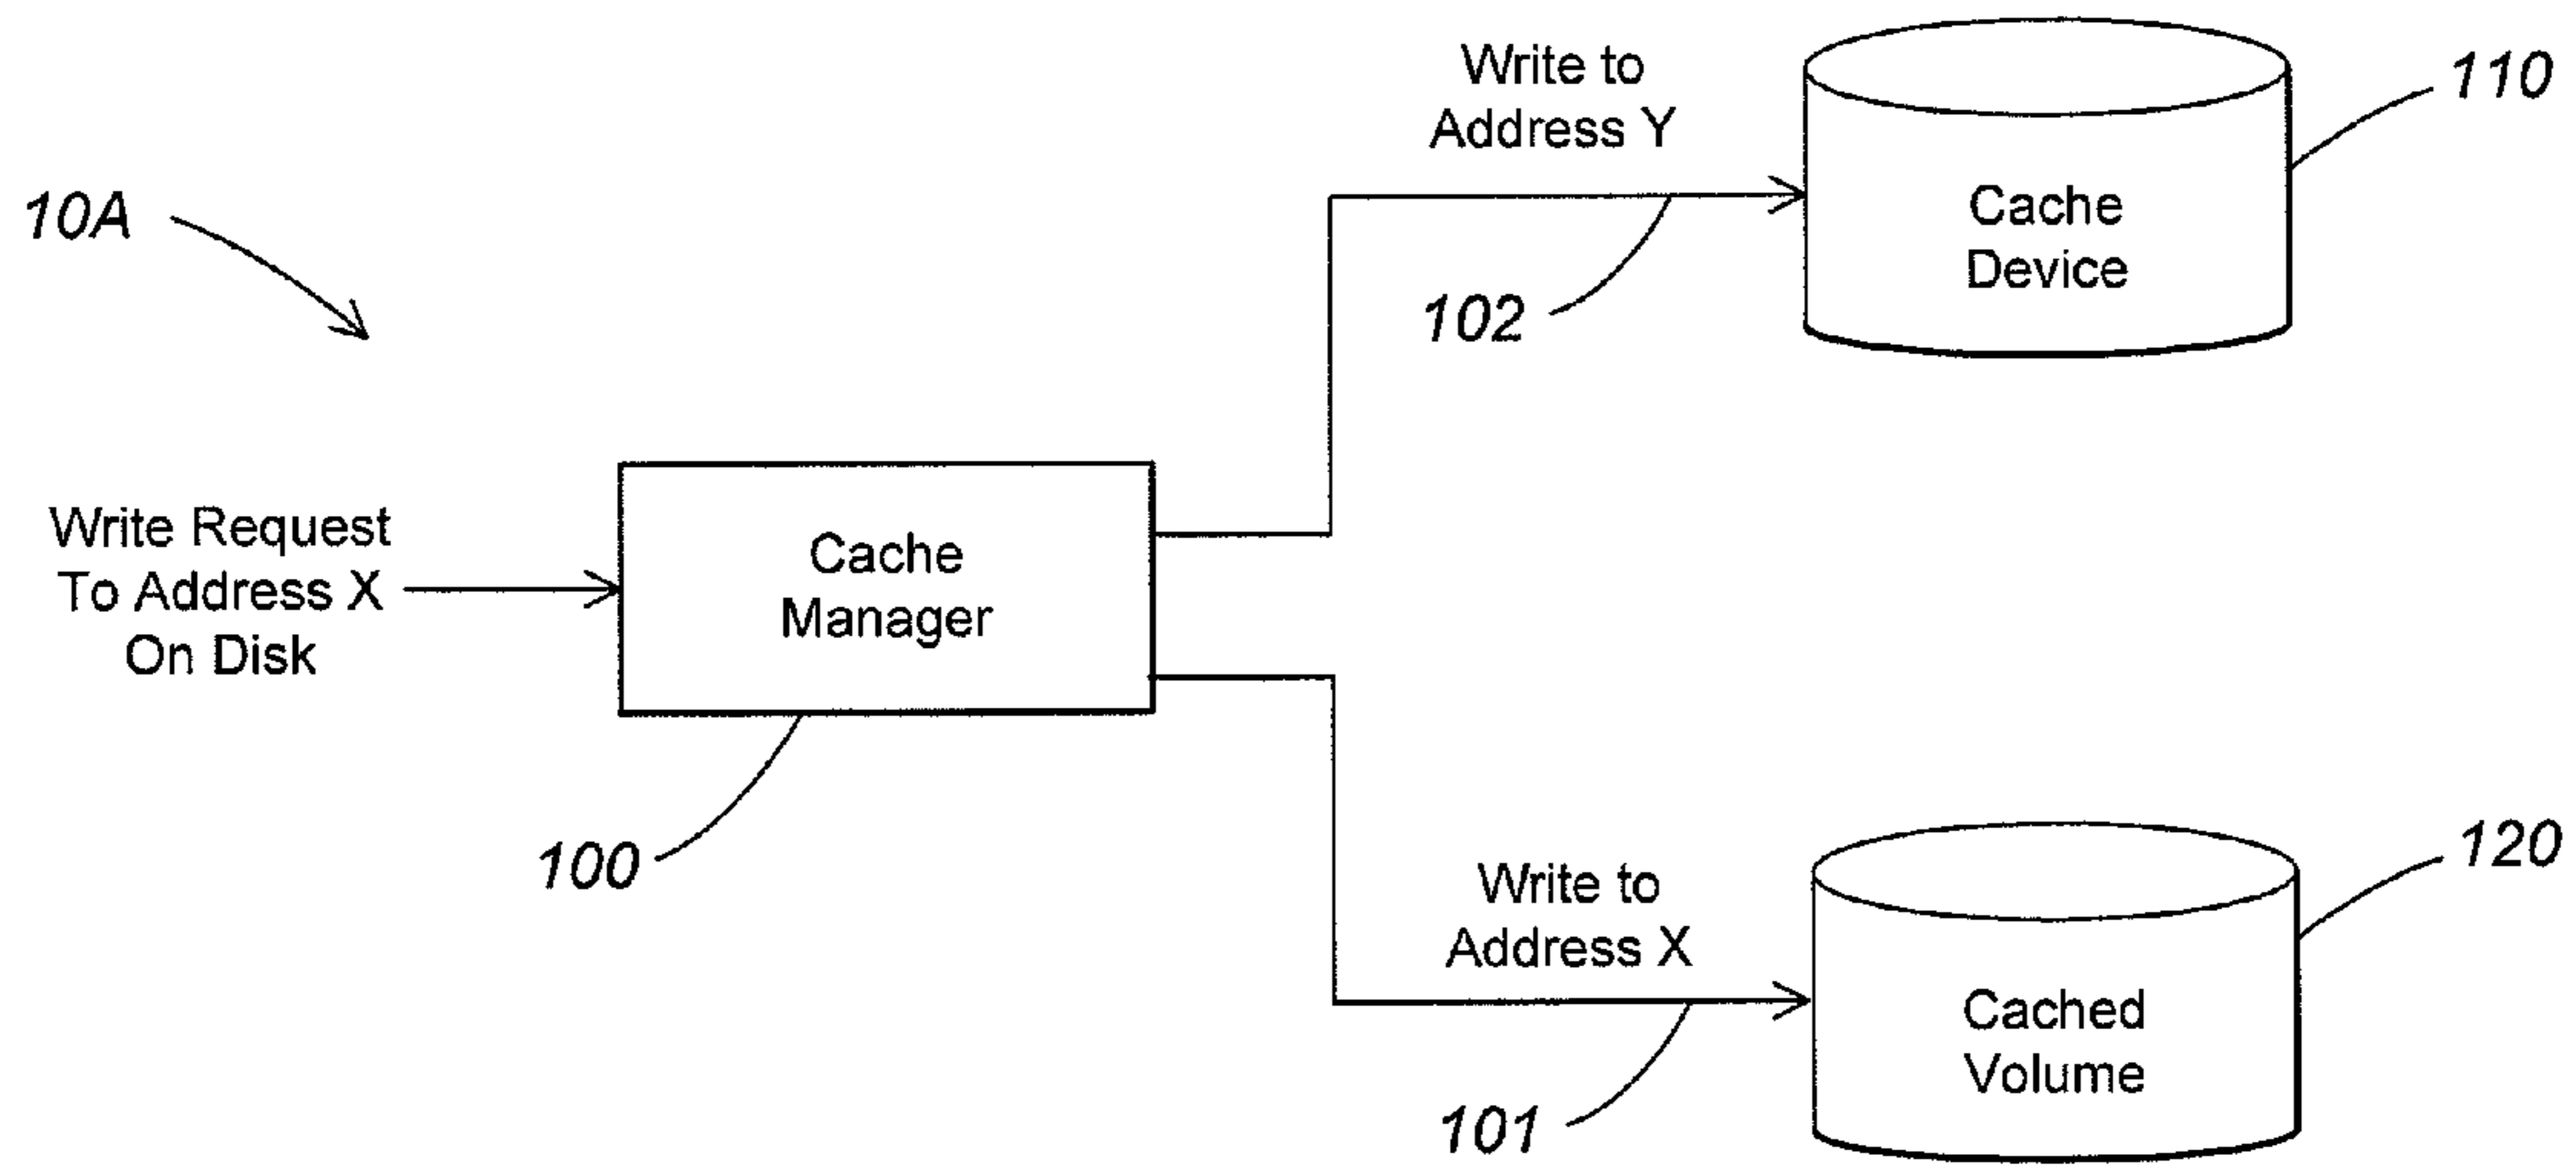 Write to
Address Y
110
10A
Cache
Device
102
Write Request
To Address X
On Disk
Cache
Manager
100
Write to
Address X
120
Cached
Volume
101